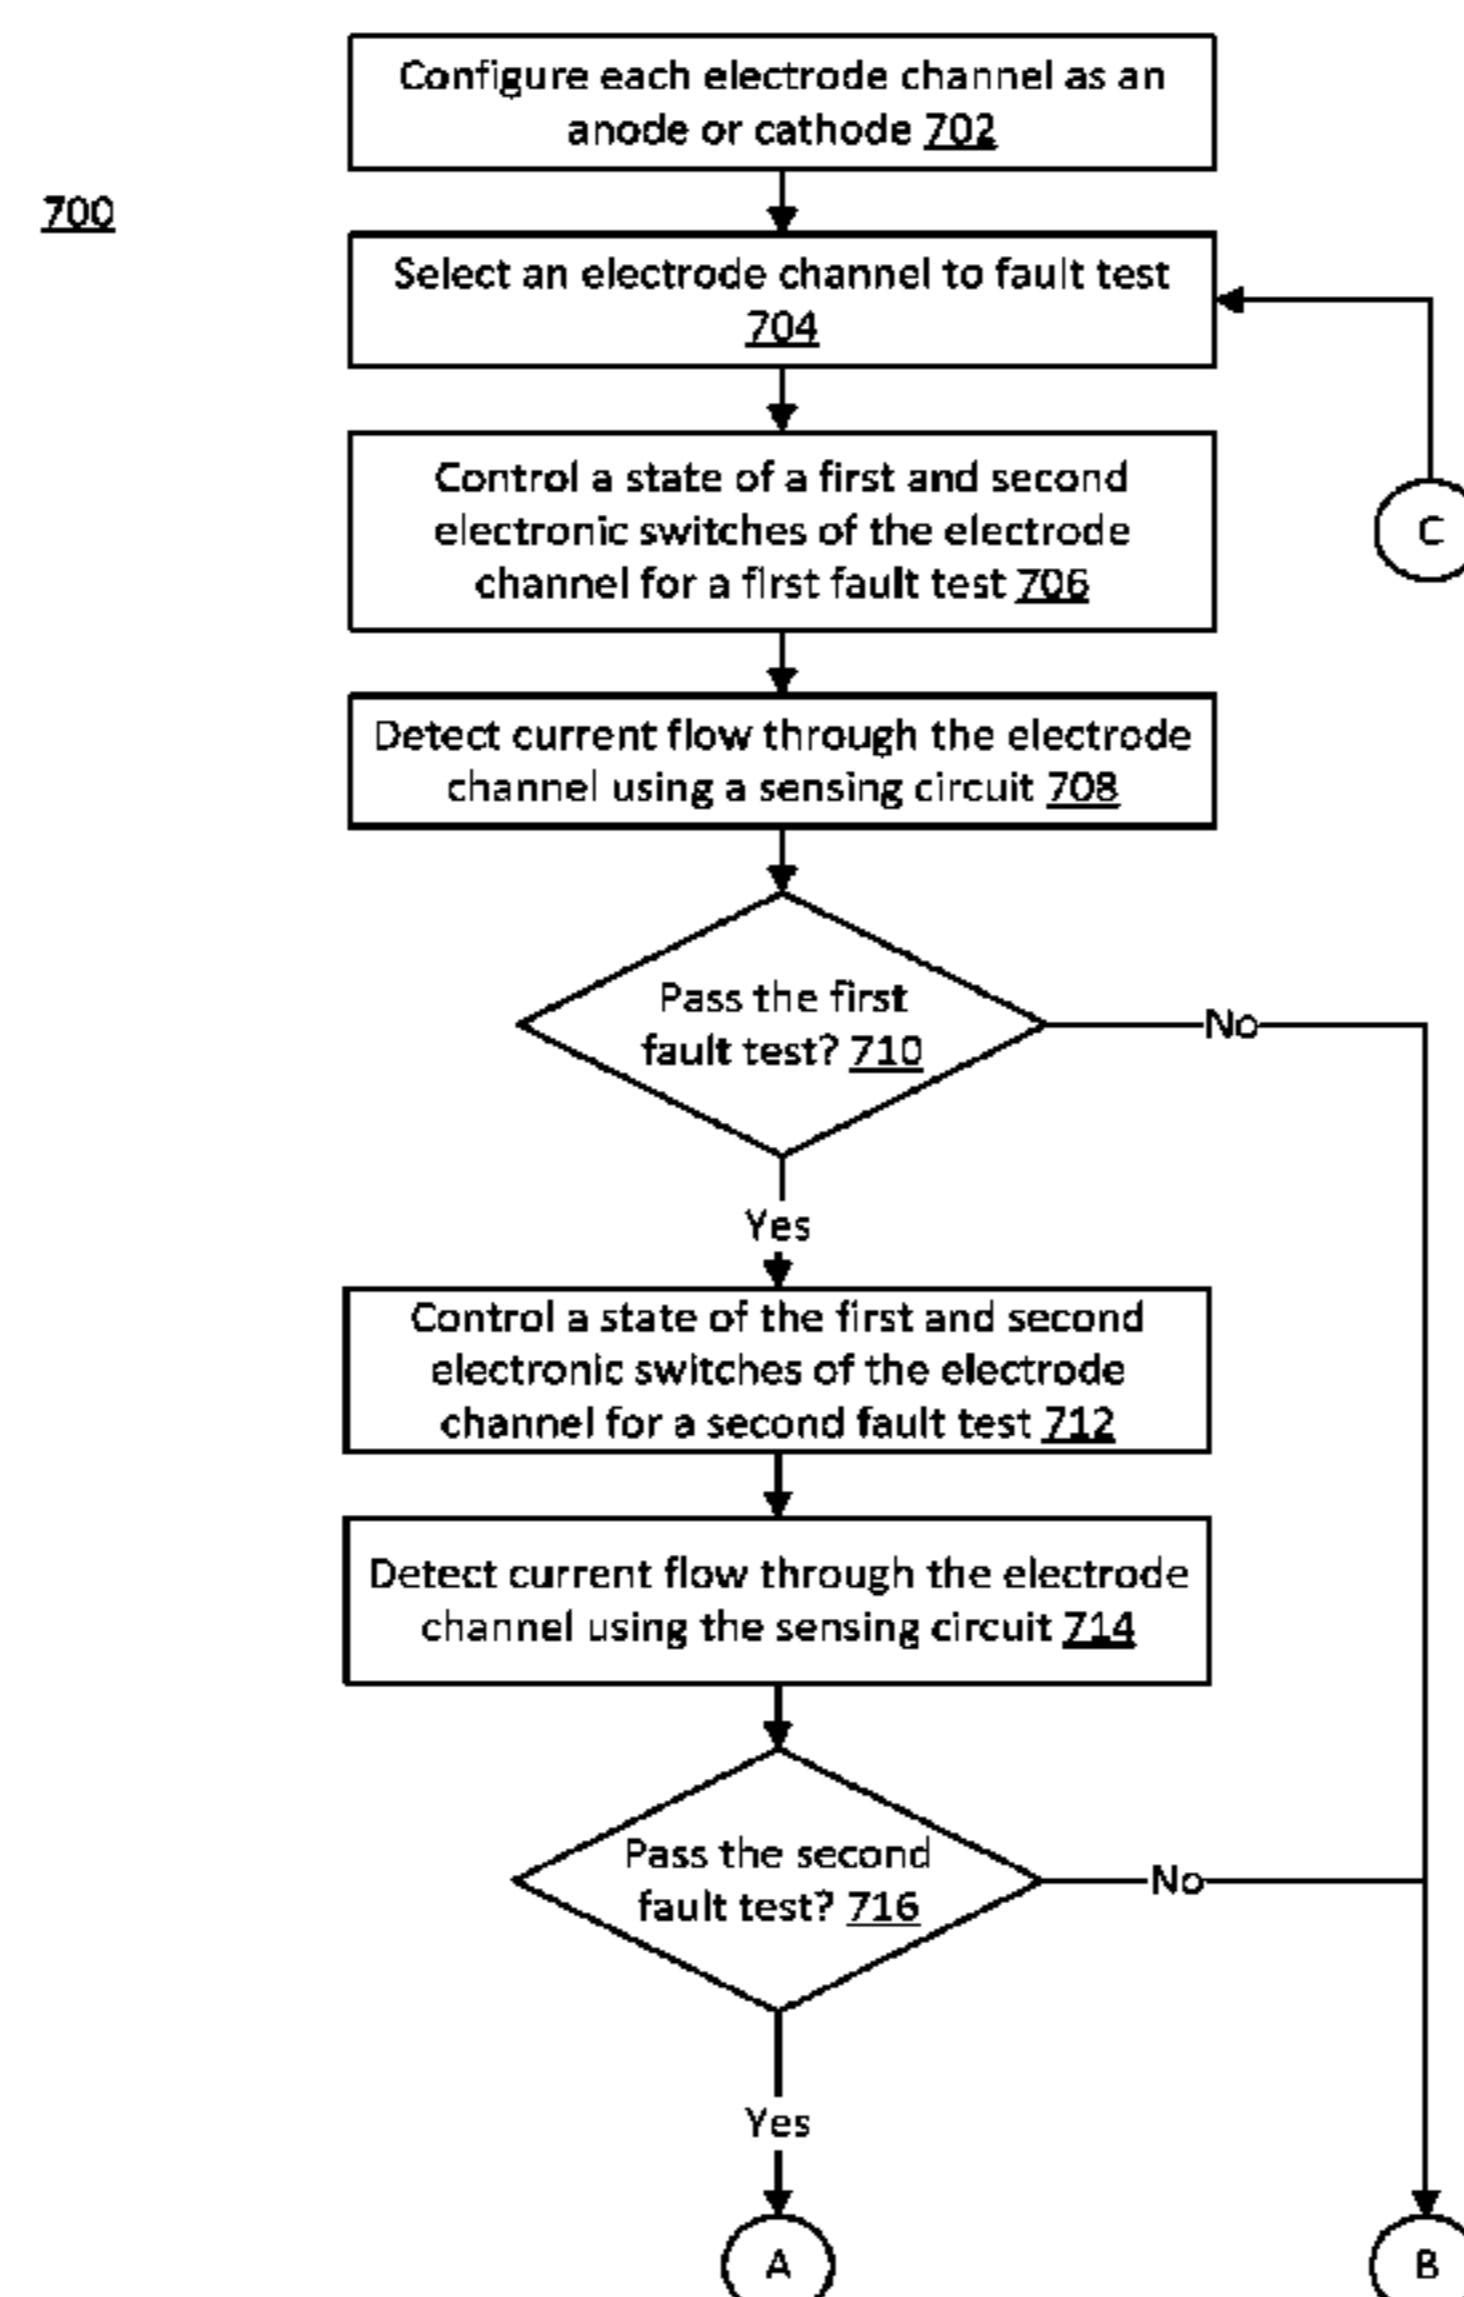 Configure each electrode channel as an
anode or cathode 702
700
Select an electrode channel to fault test
704
Control a state of a first and second
electronic switches of the electrode
channel for a first fault test 706
C
Detect current flow through the electrode
channel using a sensing circuit 708
Pass the first
fault test? 710
No
Yes
Control a state of the first and second
electronic switches of the electrode
channel for a second fault test 712
Detect current flow through the electrode
channel using the sensing circuit 714
Pass the second
fault test? 716
No
Yes
A
B